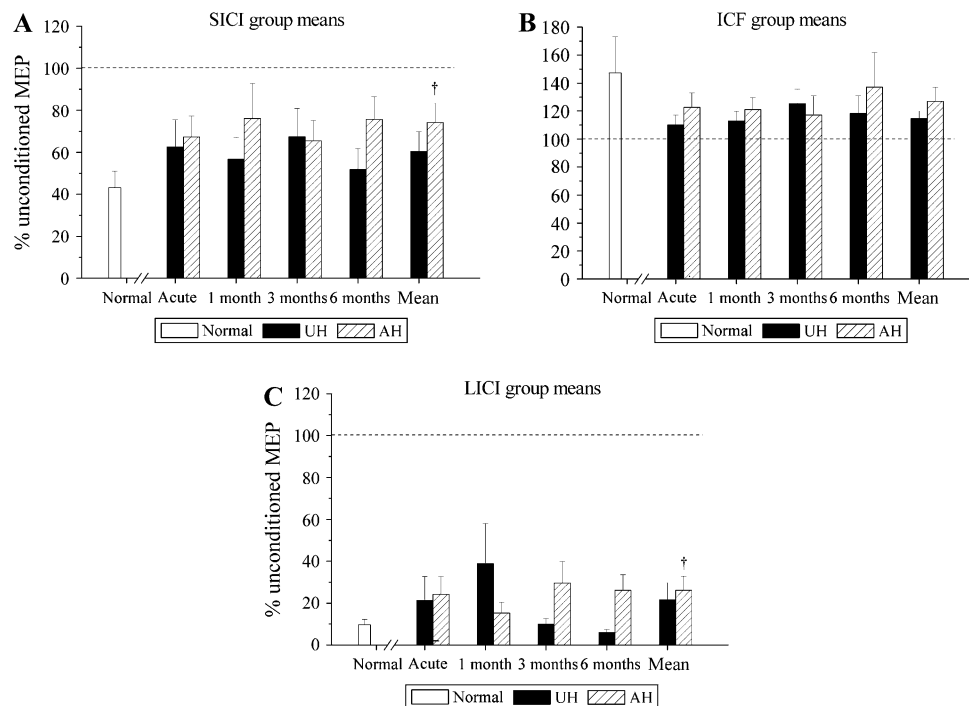 A
SICI group means
% unconditioned MEP
120
100
80
60
40
20
0
†
Normal Acute 1 month 3 months 6 months Mean
Normal UH AH
B
ICF group means
180
160
140
120
100
80
60
40
20
0
Normal Acute 1 month 3 months 6 months Mean
Normal UH AH
C
LICI group means
% unconditioned MEP
120
100
80
60
40
20
0
†
Normal Acute 1 month 3 months 6 months Mean
Normal UH AH